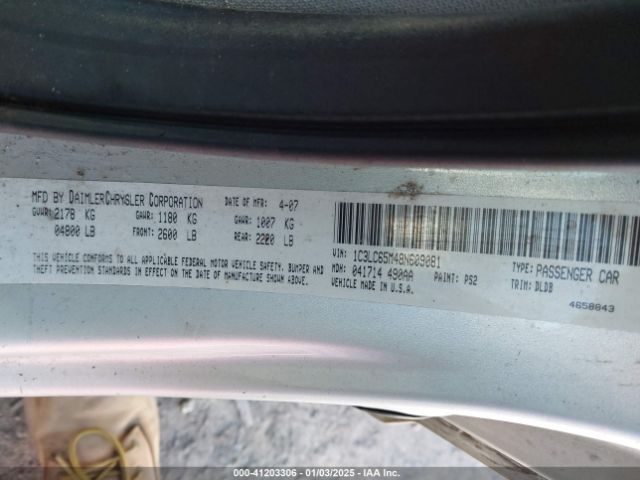 MFD BY DAIMLERCHRYSLER CORPORATION DATE OF MFR: 4-07
GVWR: 2178 KG GAWR: 1180 KG GAWR: 1007 KG
04800 LB FRONT: 2600 LB REAR: 2220 LB
THIS VEHICLE CONFORMS TO ALL APPLICABLE FEDERAL MOTOR VEHICLE SAFETY, BUMPER AND
THEFT PREVENTION STANDARDS IN EFFECT ON THE DATE OF MANUFACTURE SHOWN ABOVE.
VIN: 1C3LC65M48N609081 TYPE: PASSENGER CAR
MDH: 041714 490AA PAINT: PS2 TRIM: DLDB
VEHICLE MADE IN U.S.A. 4658843
000-41203306 - 01/03/2025 - IAA Inc.